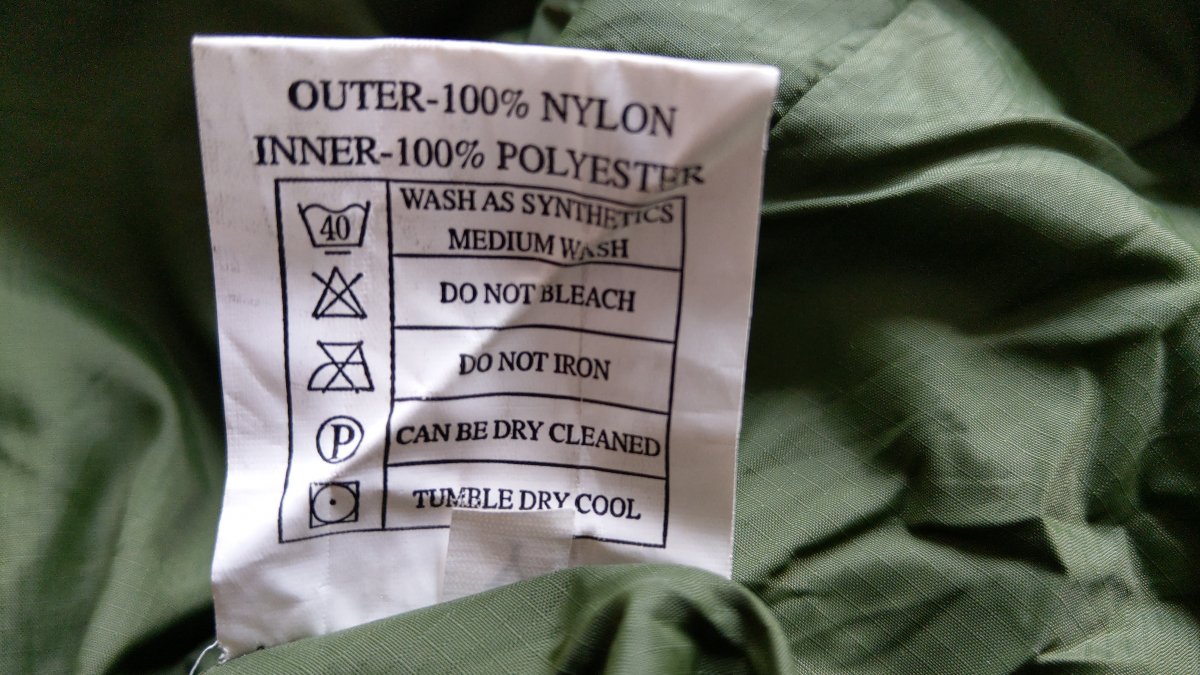 OUTER-100% NYLON
INNER-100% POLYESTER
40
WASH AS SYNTHETICS
MEDIUM WASH
DO NOT BLEACH
DO NOT IRON
P
CAN BE DRY CLEANED
TUMBLE DRY COOL